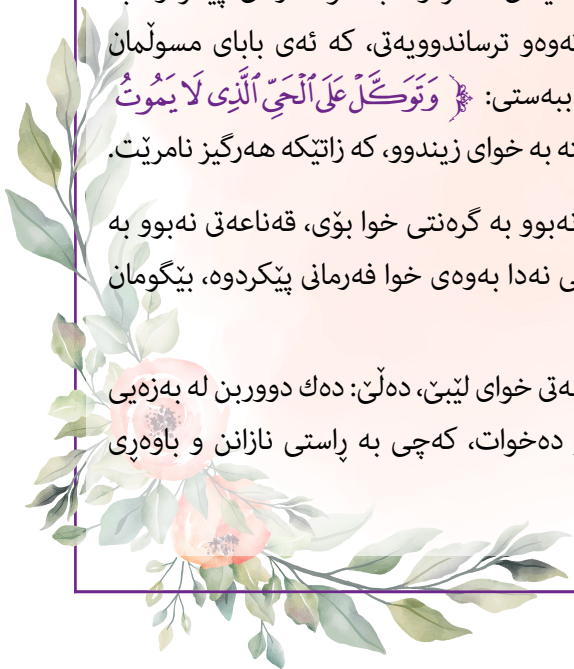 نەوەو ترساندوویەتی، کە ئەی بابای مسوڵمان
ببەستی: ﴿ وَتَوَكَّلْ عَلَى ٱلْحَيِّ ٱلَّذِى لَا يَمُوتُ
تە بە خوای زیندوو، کە زاتێکە هەرگیز نامرێت.
نەبوو بە گرەنتی خوا بۆی، قەناعەتی نەبوو بە
ی نەدا بەوەی خوا فەرمانی پێکردوە، بێگومان
ەتی خوای لێبێ، دەڵێ: دەك دووربن لە بەزەیی
دەخوات، کەچی بە ڕاستی نازانن و باوەڕی